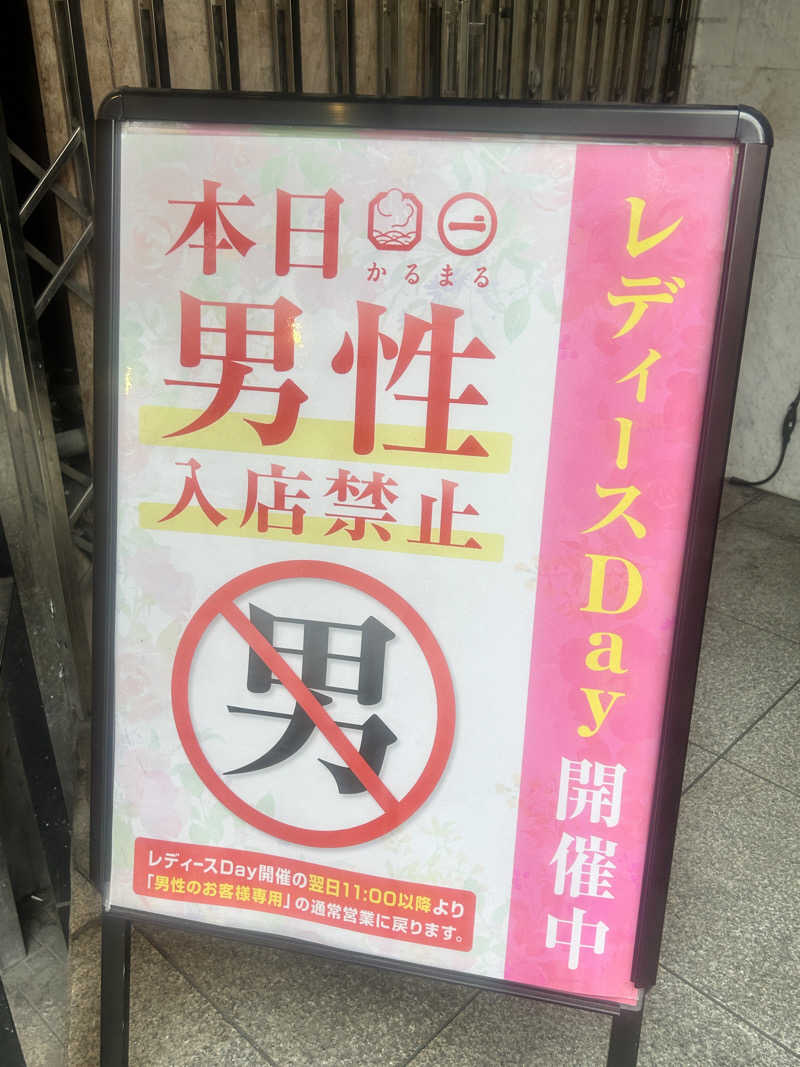 本日
かるまる
男性
入店禁止
男
レディースDay開催の翌日11:00以降より
「男性のお客様専用」の通常営業に戻ります。
レディースDay開催中